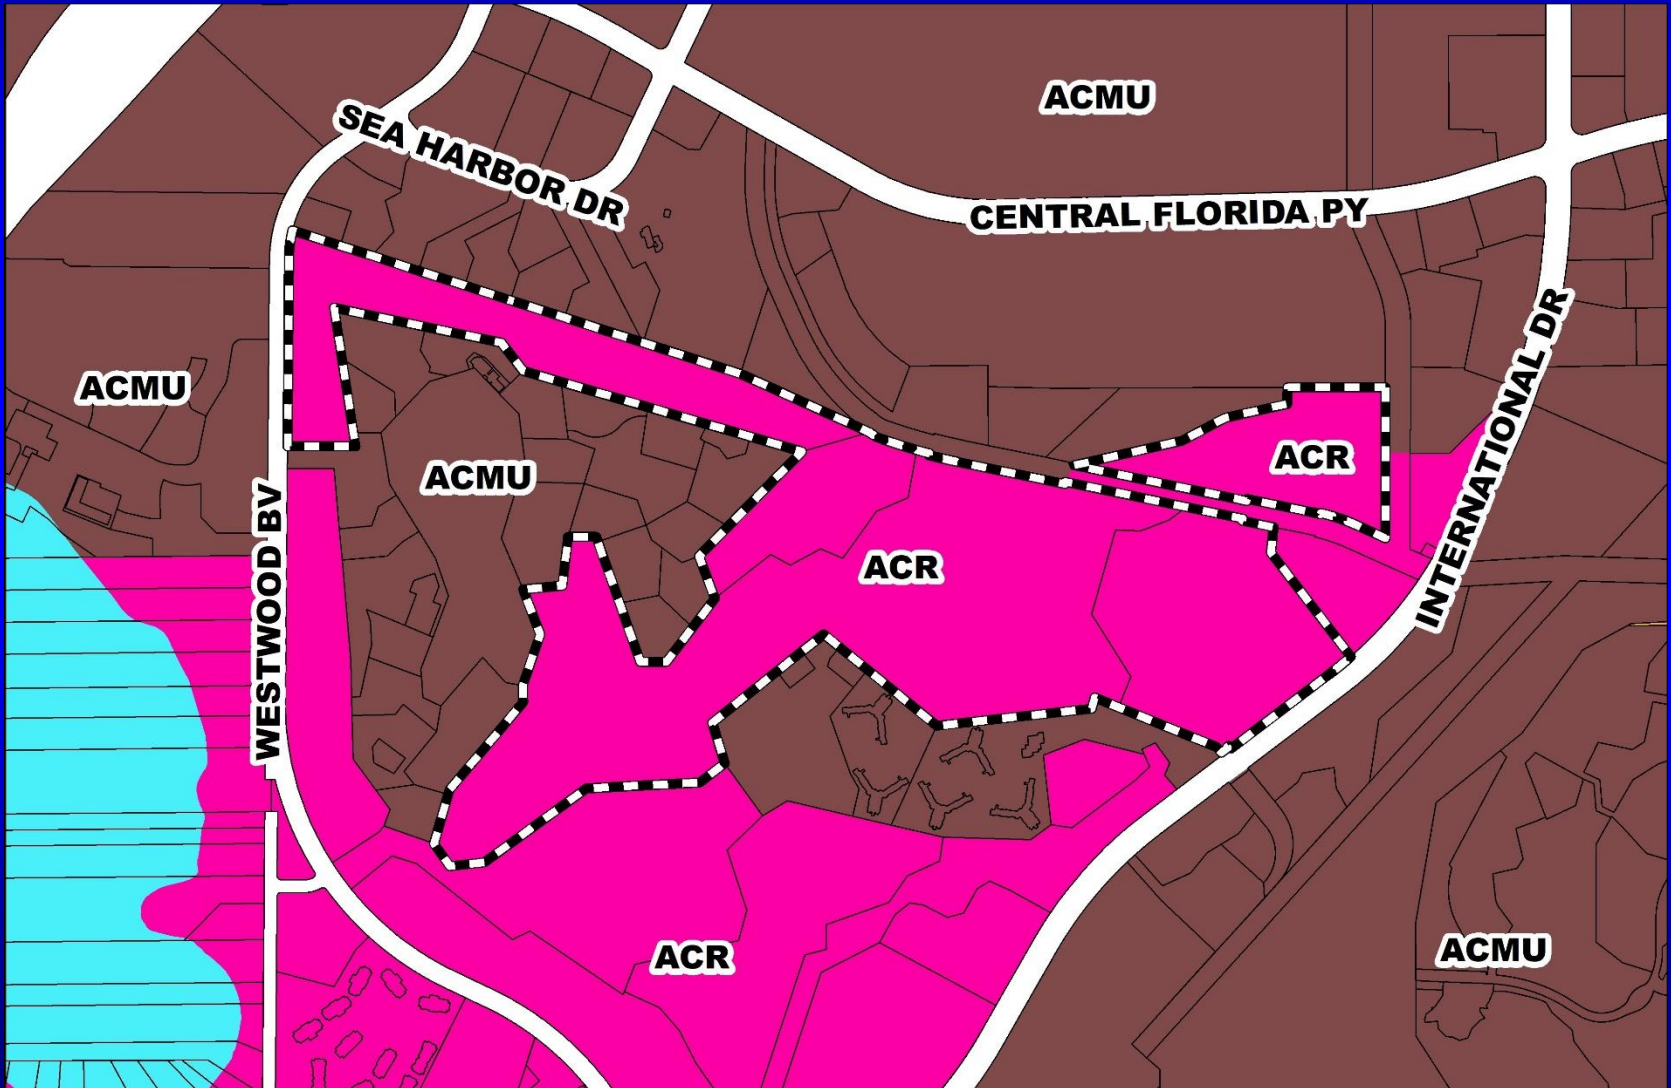 ACMU
SEA HARBOR DR
CENTRAL FLORIDA PY
INTERNATIONAL DR
ACMU
ACR
ACMU
WESTWOOD BV
ACR
ACR
ACMU